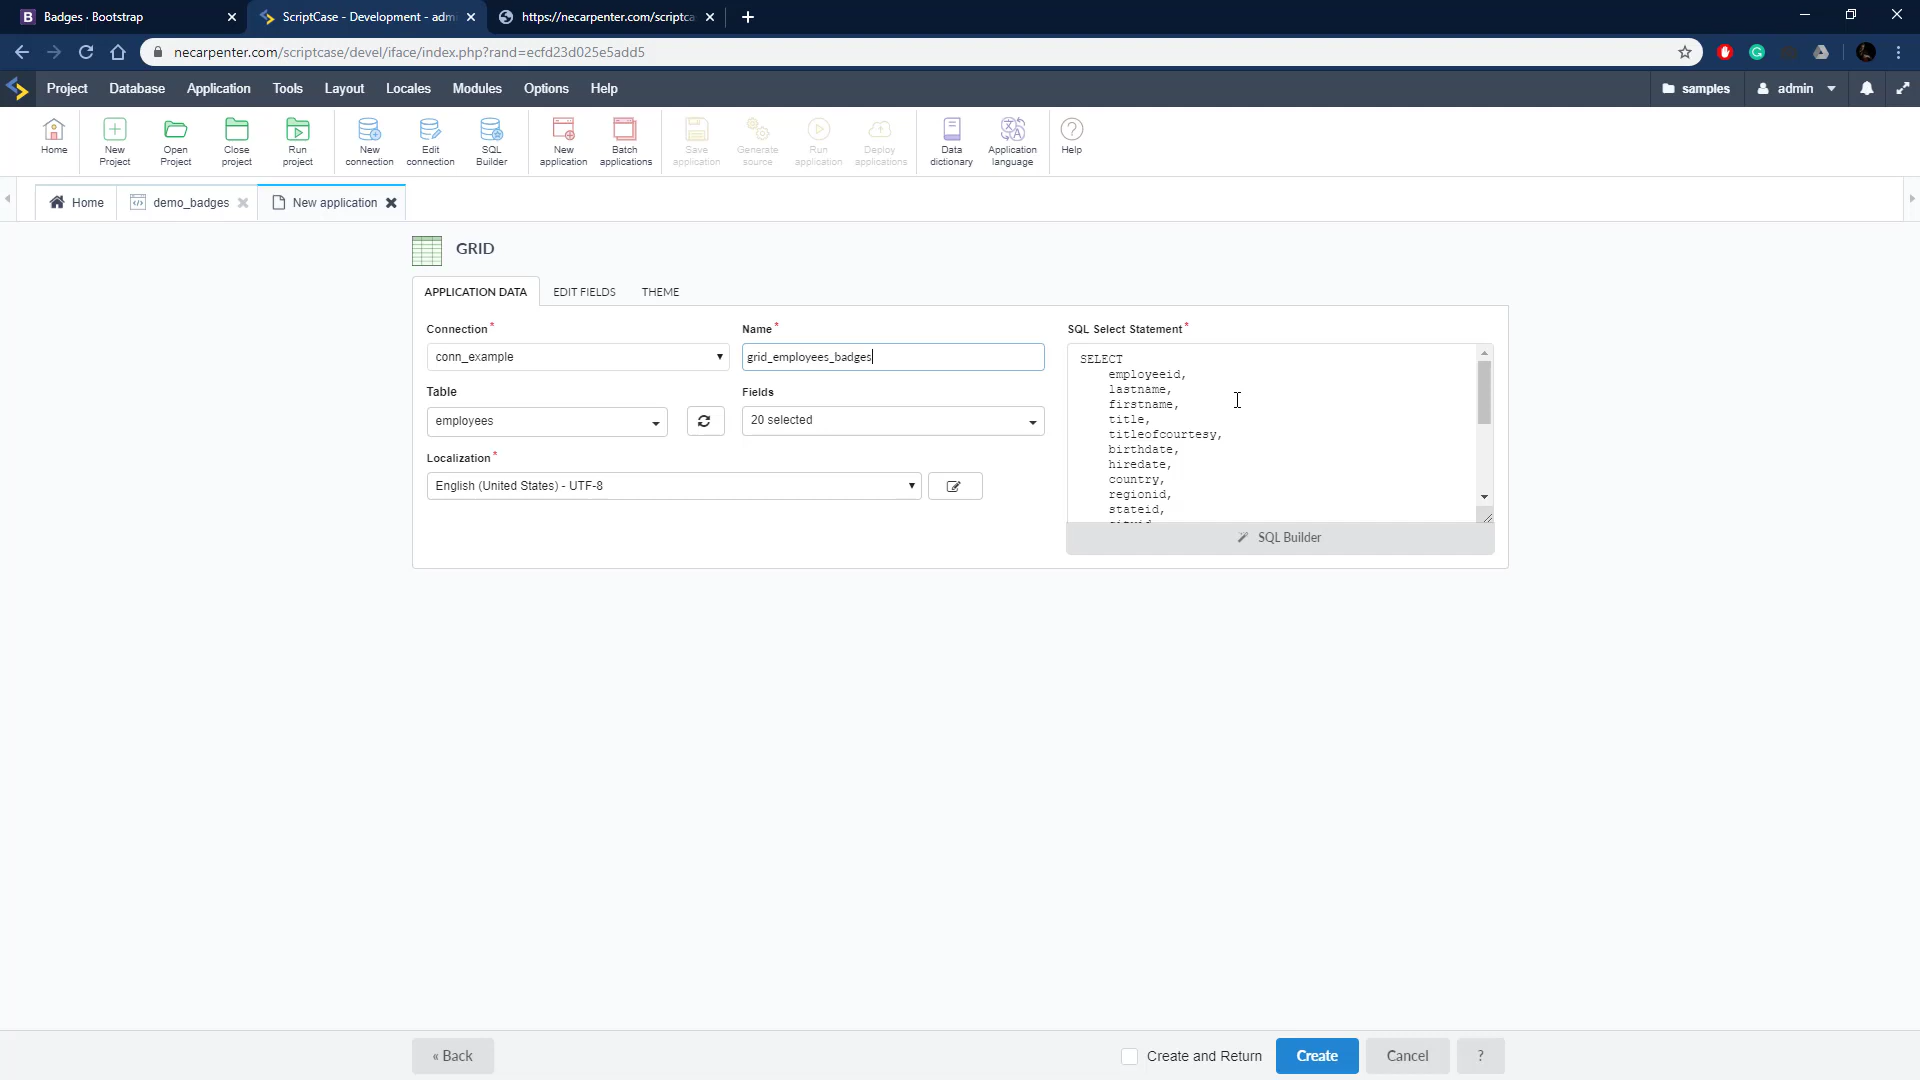 Badges · Bootstrap
ScriptCase - Development - adm
https://necarpenter.com/scriptca
necarpenter.com/scriptcase/devel/iface/index.php?rand=ecfd23d025e5add5
Project Database Application Tools Layout Locales Modules Options Help
samples admin
Home
New Project
Open Project
Close project
Run project
New connection
Edit connection
SQL Builder
New application
Batch applications
Save application
Generate source
Run application
Deploy applications
Data dictionary
Application language
Help
Home
demo_badges
New application
GRID
APPLICATION DATA EDIT FIELDS THEME
Connection*
conn_example
Name*
grid_employees_badges
Table
employees
Fields
20 selected
Localization*
English (United States) - UTF-8
SQL Select Statement*
SELECT
employeeid,
lastname,
firstname,
title,
titleofcourtesy,
birthdate,
hiredate,
country,
regionid,
stateid,
SQL Builder
« Back
Create and Return
Create
Cancel
?